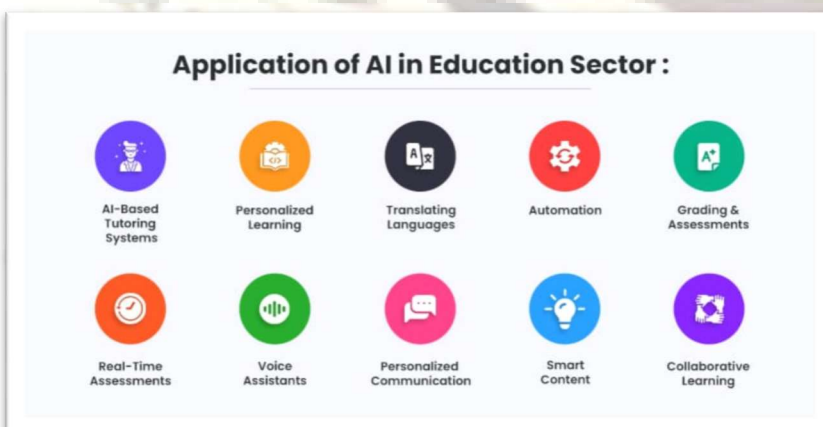 Application of AI in Education Sector :
AI-Based
Tutoring
Systems
Personalized
Learning
Translating
Languages
Automation
Grading &
Assessments
Real-Time
Assessments
Voice
Assistants
Personalized
Communication
Smart
Content
Collaborative
Learning